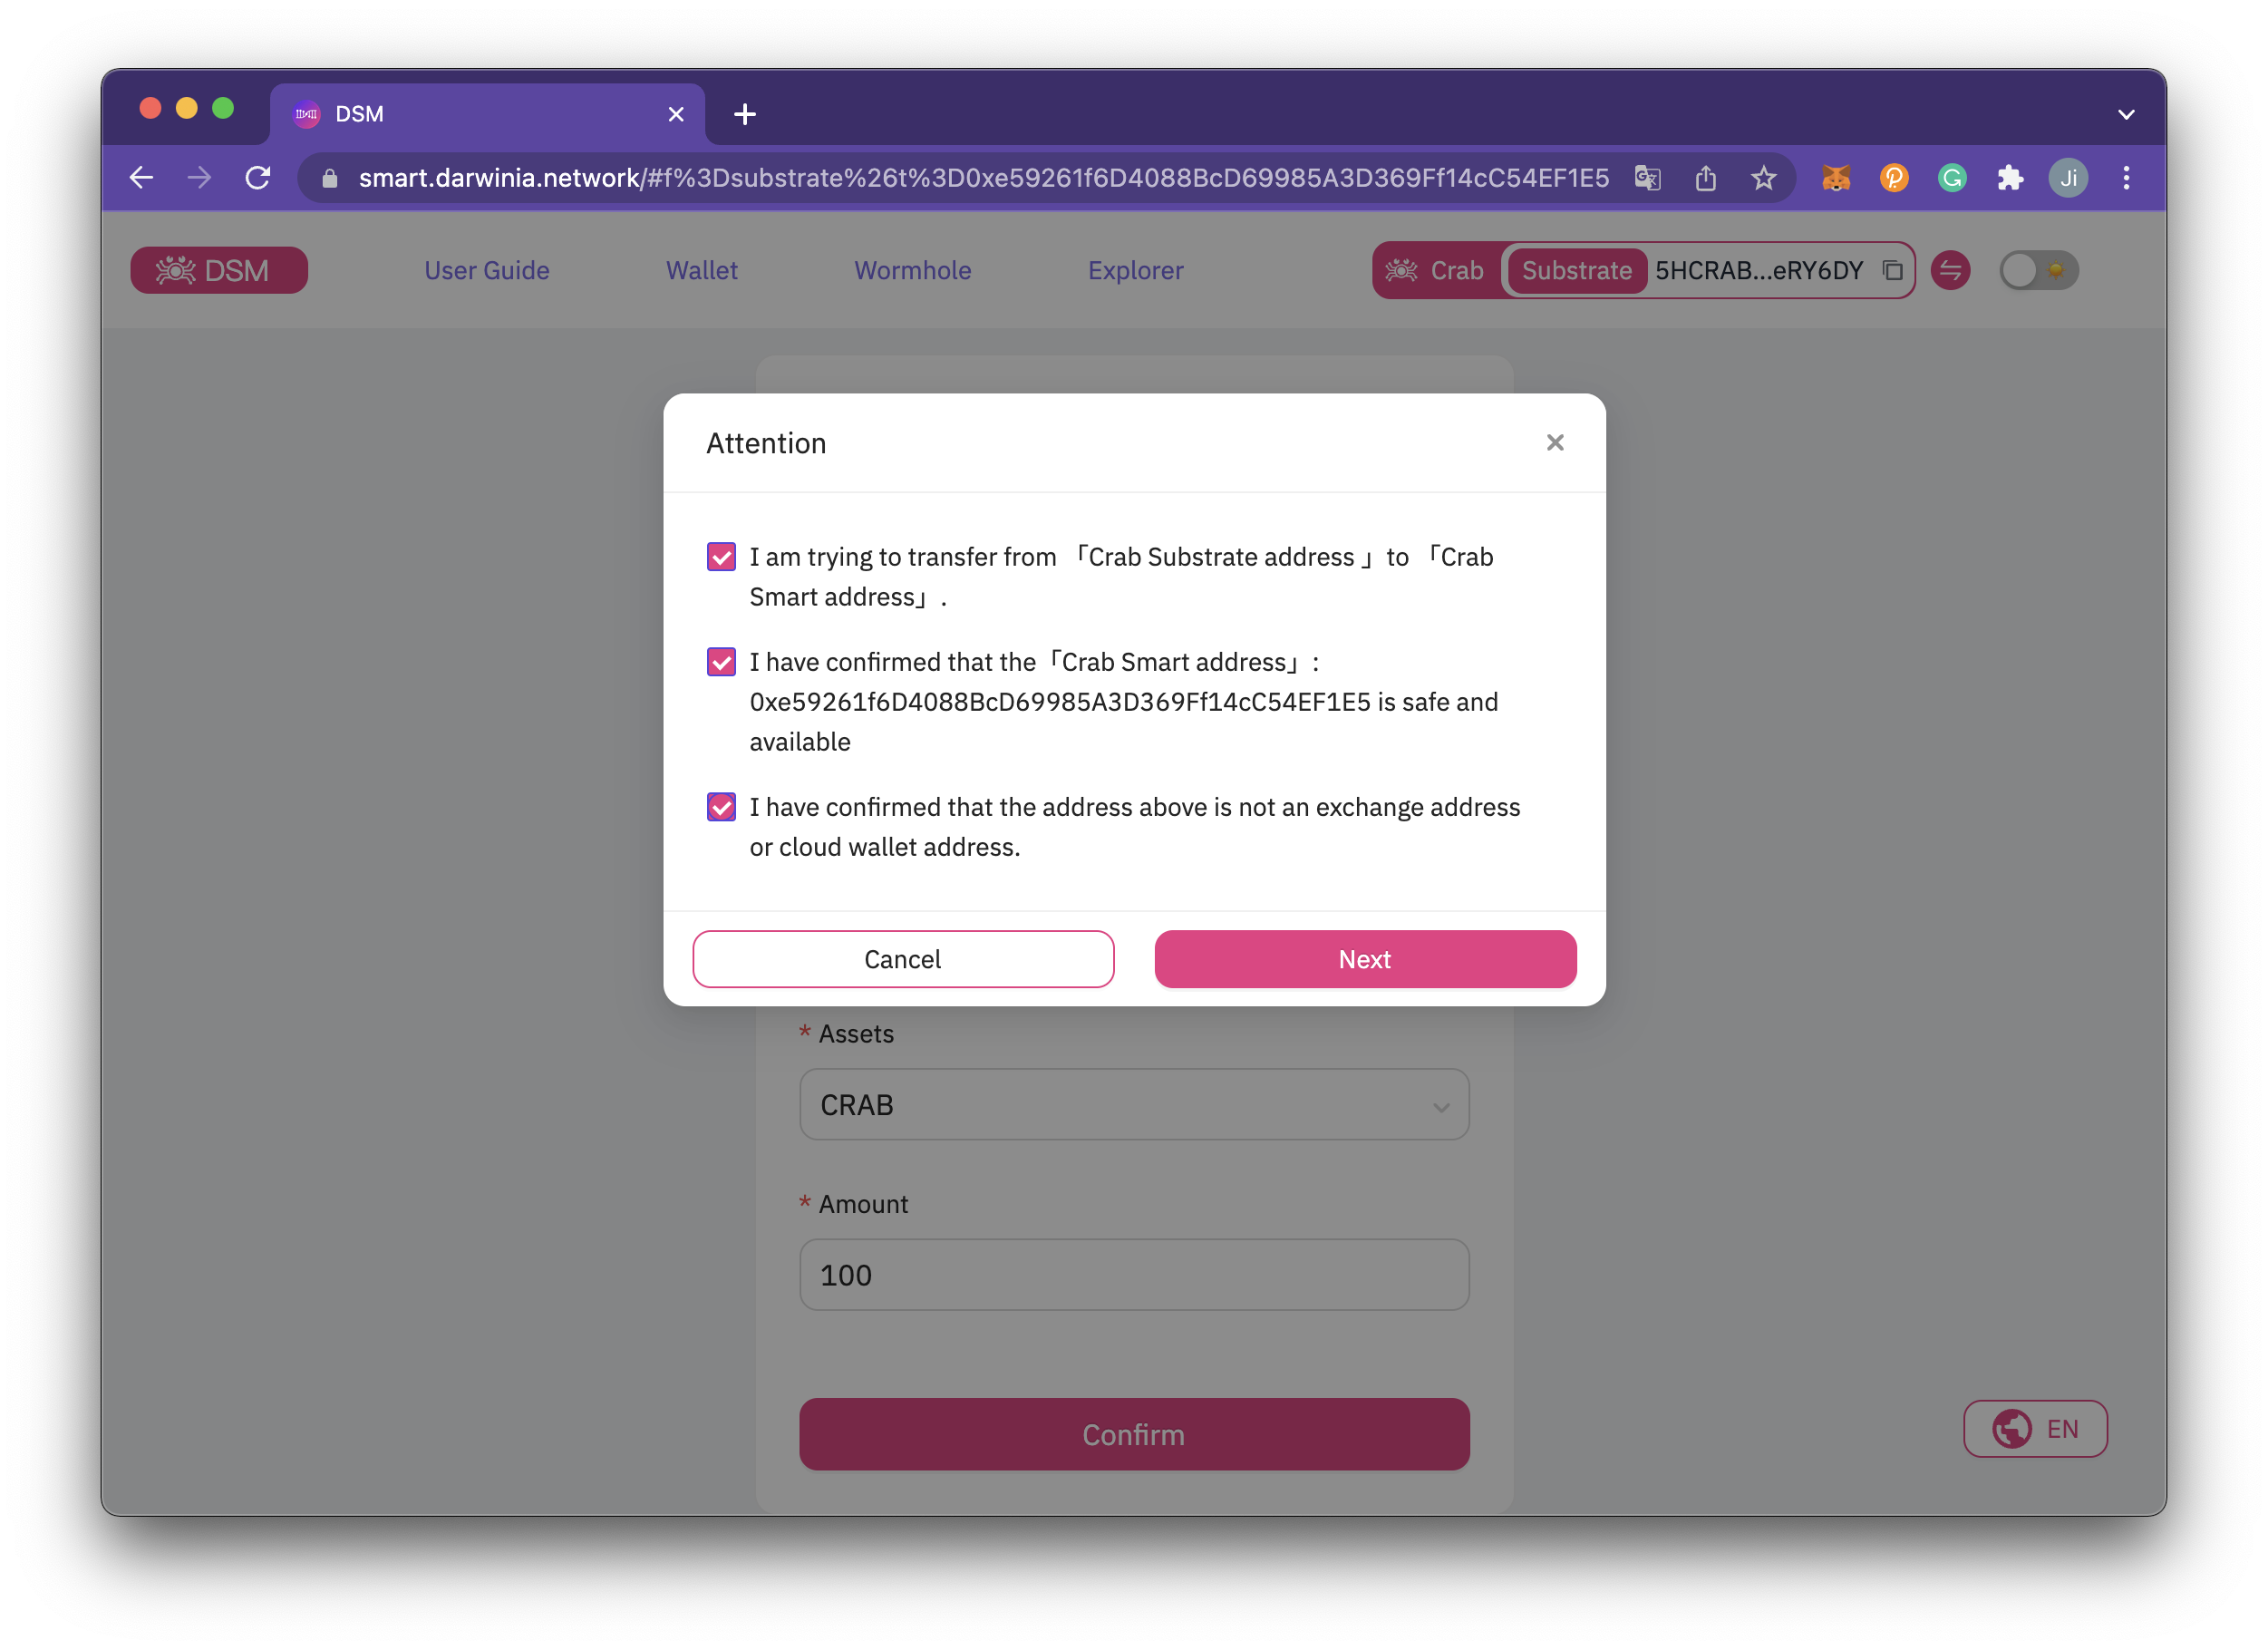 DSM
smart.darwinia.network/#f%3Dsubstrate%26t%3D0xe59261f6D4088BcD69985A3D369Ff14cC54EF1E5
Ji
DSM
User Guide
Wallet
Wormhole
Explorer
Crab
Substrate
5HCRAB...eRY6DY
Attention
I am trying to transfer from 「Crab Substrate address 」to 「Crab
Smart address」.
I have confirmed that the「Crab Smart address」:
0xe59261f6D4088BcD69985A3D369Ff14cC54EF1E5 is safe and
available
I have confirmed that the address above is not an exchange address
or cloud wallet address.
Cancel
Next
* Assets
CRAB
* Amount
100
Confirm
EN